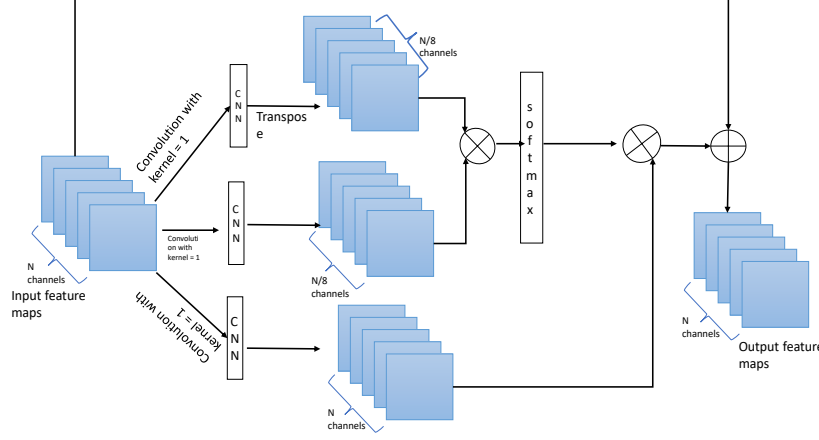 N/8
channels
C
N
N
Convolution with
kernel = 1
Transpos
e
s
o
f
t
m
a
x
Convoluti
on with
kernel = 1
C
N
N
N
channels
Input feature
maps
N/8
channels
Convolution with
kernel = 1
C
N
N
N
channels
N
channels
Output feature
maps